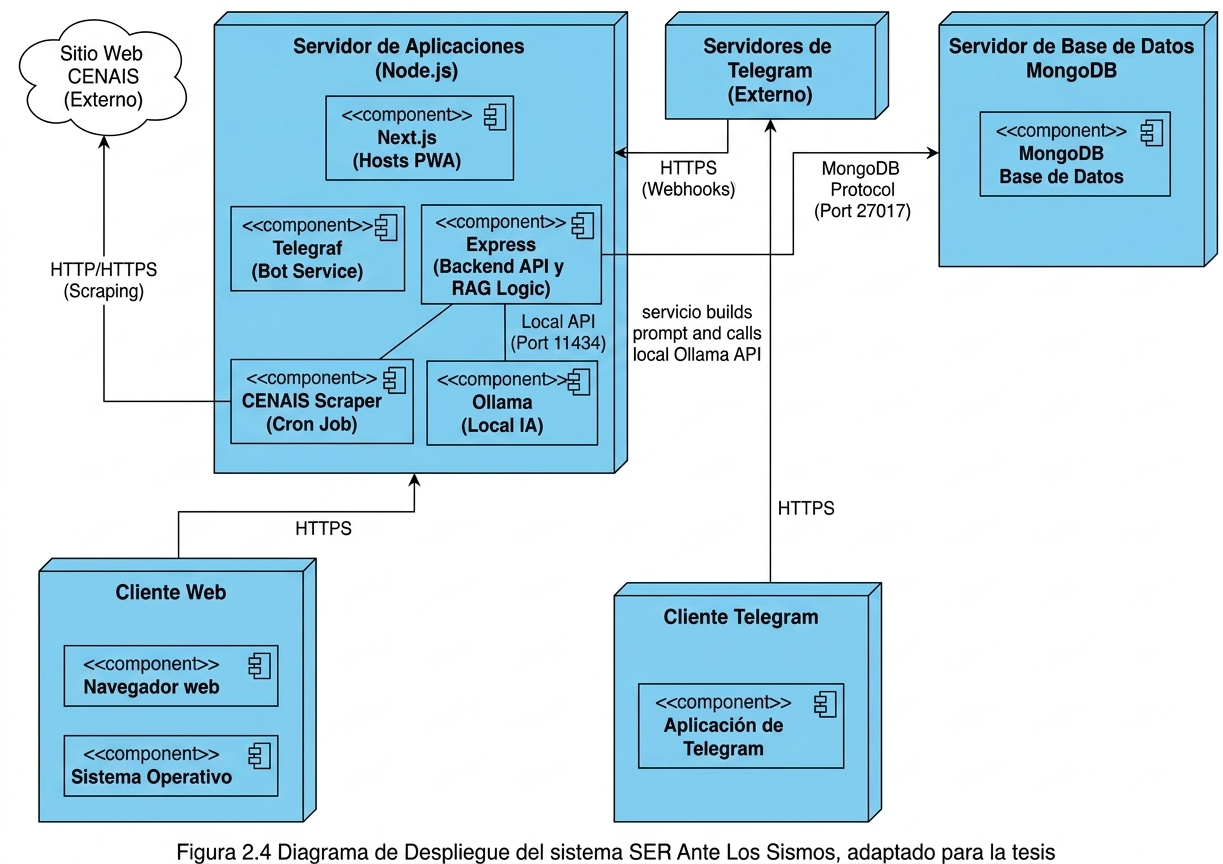 Sitio Web
CENAIS
(Externo)
Servidor de Aplicaciones
(Node.js)
<<component>>
Next.js
(Hosts PWA)
<<component>>
Telegraf
(Bot Service)
<<component>>
Express
(Backend API y
RAG Logic)
Local API
(Port 11434)
<<component>>
CENAIS Scraper
(Cron Job)
<<component>>
Ollama
(Local IA)
Servidores de
Telegram
(Externo)
HTTPS
(Webhooks)
MongoDB
Protocol
(Port 27017)
Servidor de Base de Datos
MongoDB
<<component>>
MongoDB
Base de Datos
HTTP/HTTPS
(Scraping)
servicio builds
prompt and calls
local Ollama API
HTTPS
HTTPS
Cliente Web
<<component>>
Navegador web
<<component>>
Sistema Operativo
Cliente Telegram
<<component>>
Aplicación de
Telegram
Figura 2.4 Diagrama de Despliegue del sistema SER Ante Los Sismos, adaptado para la tesis